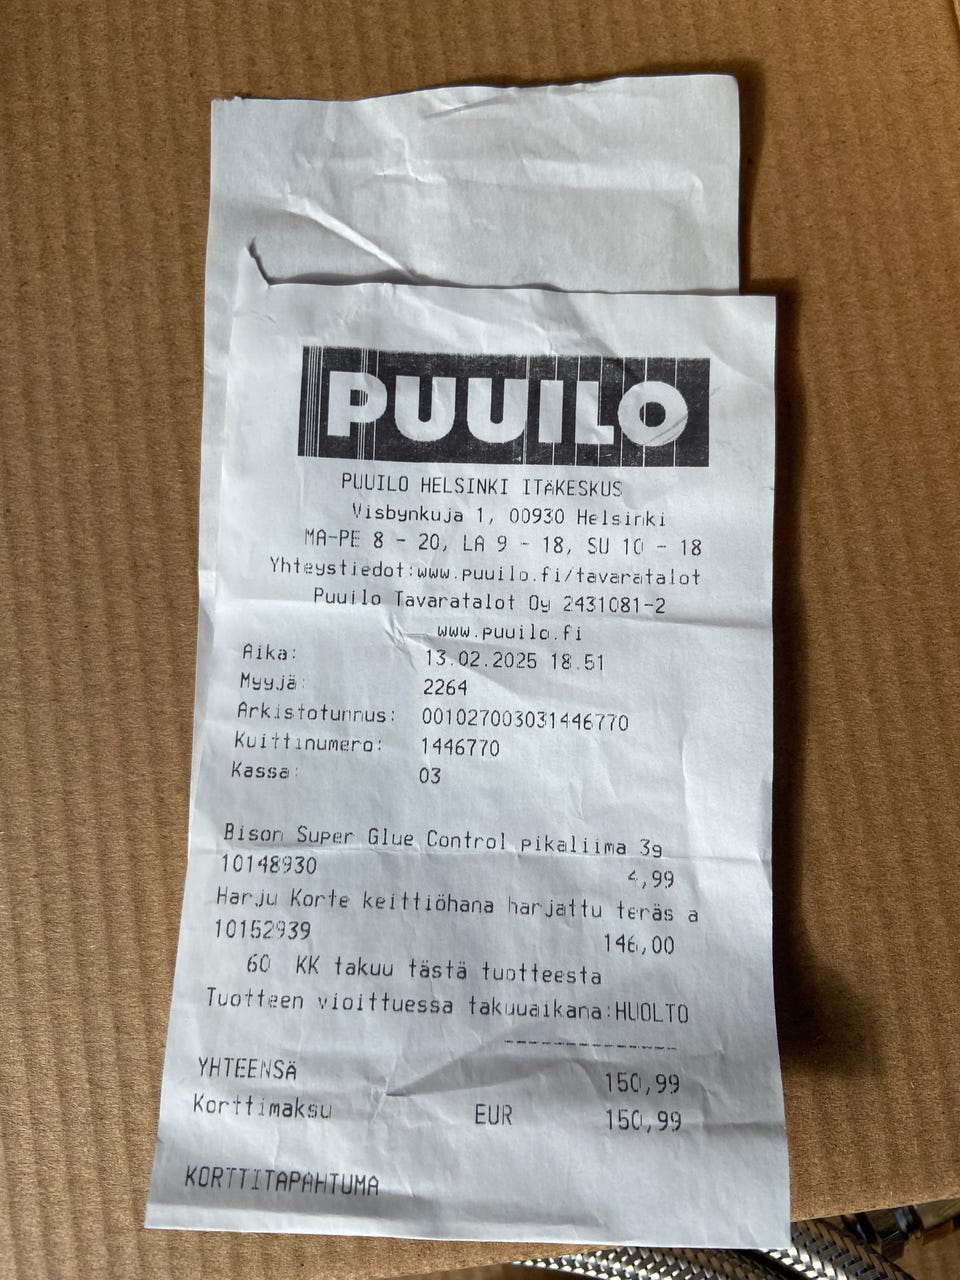 PUUILO
PUUILO HELSINKI ITÄKESKUS
Visbynkuja 1, 00930 Helsinki
MA-PE 8 - 20, LA 9 - 18, SU 10 - 18
Yhteystiedot:www.puuilo.fi/tavaratalot
Puuilo Tavaratalot Oy 2431081-2
www.puuilo.fi
Aika: 13.02.2025 18.51
Myyjä: 2264
Arkistotunnus: 001027003031446770
Kuittinumero: 1446770
Kassa: 03
Bison Super Glue Control pikaliima 3g
10148930 4,99
Harju Korte keittiöhana harjattu teräs a
10152939 146,00
60 KK takuu tästä tuotteesta
Tuotteen vioittuessa takuuaikana:HUOLTO
YHTEENSÄ 150,99
Korttimaksu EUR 150,99
KORTTITAPAHTUMA